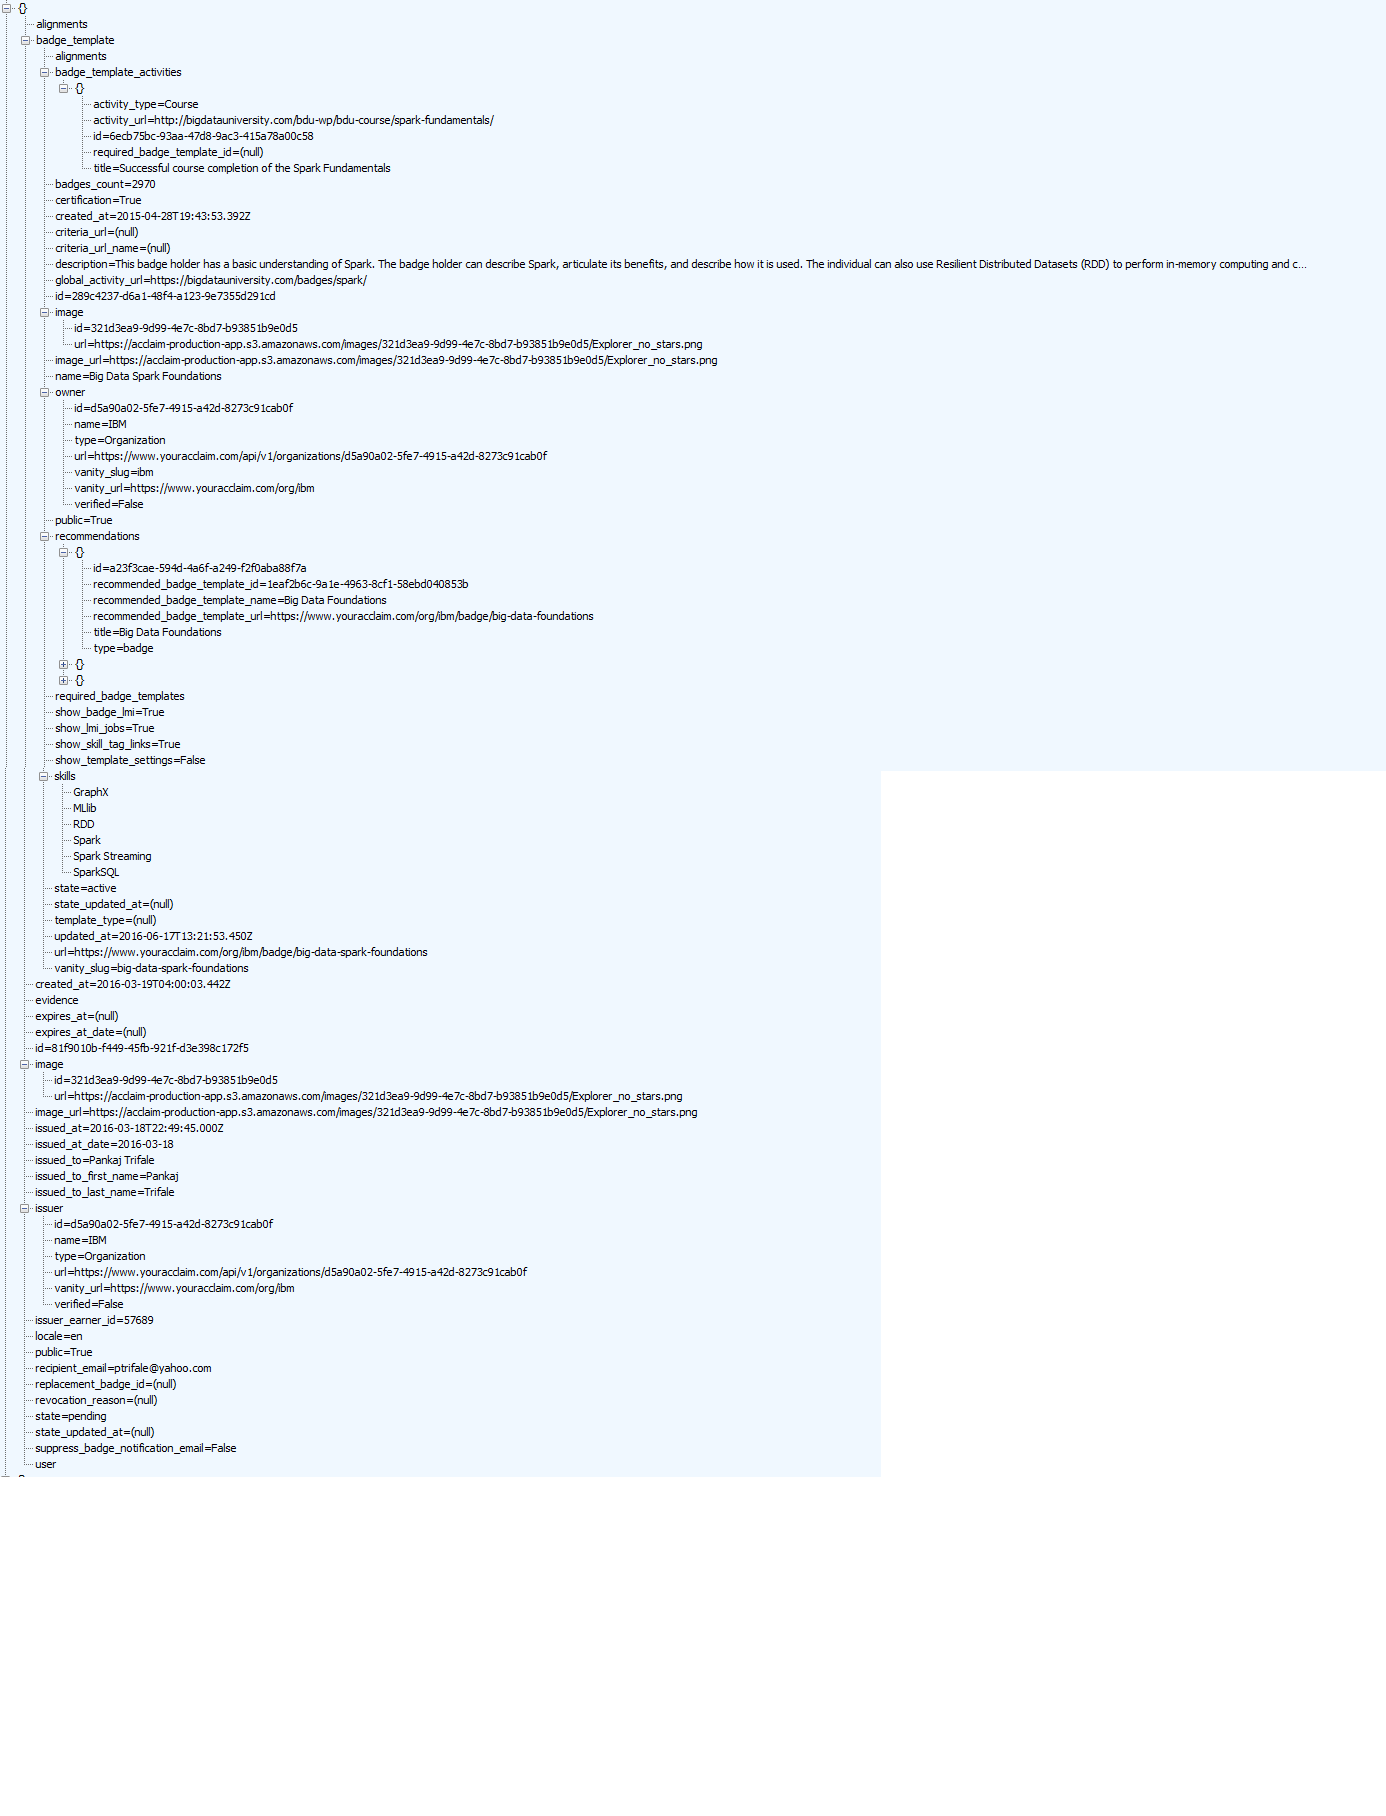 {}
alignments
badge_template
alignments
badge_template_activities
{}
activity_type=Course
activity_url=http://bigdatauniversity.com/bdu-wp/bdu-course/spark-fundamentals/
id=6ecb75bc-93aa-47d8-9ac3-415a78a00c58
required_badge_template_id=(null)
title=Successful course completion of the Spark Fundamentals
badges_count=2970
certification=True
created_at=2015-04-28T19:43:53.392Z
criteria_url=(null)
criteria_url_name=(null)
description=This badge holder has a basic understanding of Spark. The badge holder can describe Spark, articulate its benefits, and describe how it is used. The individual can also use Resilient Distributed Datasets (RDD) to perform in-memory computing and c...
global_activity_url=https://bigdatauniversity.com/badges/spark/
id=289c4237-d6a1-48f4-a123-9e7355d291cd
image
id=321d3ea9-9d99-4e7c-8bd7-b93851b9e0d5
url=https://acclaim-production-app.s3.amazonaws.com/images/321d3ea9-9d99-4e7c-8bd7-b93851b9e0d5/Explorer_no_stars.png
image_url=https://acclaim-production-app.s3.amazonaws.com/images/321d3ea9-9d99-4e7c-8bd7-b93851b9e0d5/Explorer_no_stars.png
name=Big Data Spark Foundations
owner
id=d5a90a02-5fe7-4915-a42d-8273c91cab0f
name=IBM
type=Organization
url=https://www.youracclaim.com/api/v1/organizations/d5a90a02-5fe7-4915-a42d-8273c91cab0f
vanity_slug=ibm
vanity_url=https://www.youracclaim.com/org/ibm
verified=False
public=True
recommendations
{}
id=a23f3cae-594d-4a6f-a249-f2f0aba88f7a
recommended_badge_template_id=1eaf2b6c-9a1e-4963-8cf1-58ebd040853b
recommended_badge_template_name=Big Data Foundations
recommended_badge_template_url=https://www.youracclaim.com/org/ibm/badge/big-data-foundations
title=Big Data Foundations
type=badge
{}
{}
required_badge_templates
show_badge_lmi=True
show_lmi_jobs=True
show_skill_tag_links=True
show_template_settings=False
skills
GraphX
MLlib
RDD
Spark
Spark Streaming
SparkSQL
state=active
state_updated_at=(null)
template_type=(null)
updated_at=2016-06-17T13:21:53.450Z
url=https://www.youracclaim.com/org/ibm/badge/big-data-spark-foundations
vanity_slug=big-data-spark-foundations
created_at=2016-03-19T04:00:03.442Z
evidence
expires_at=(null)
expires_at_date=(null)
id=81f9010b-f449-45fb-921f-d3e398c172f5
image
id=321d3ea9-9d99-4e7c-8bd7-b93851b9e0d5
url=https://acclaim-production-app.s3.amazonaws.com/images/321d3ea9-9d99-4e7c-8bd7-b93851b9e0d5/Explorer_no_stars.png
image_url=https://acclaim-production-app.s3.amazonaws.com/images/321d3ea9-9d99-4e7c-8bd7-b93851b9e0d5/Explorer_no_stars.png
issued_at=2016-03-18T22:49:45.000Z
issued_at_date=2016-03-18
issued_to=Pankaj Trifale
issued_to_first_name=Pankaj
issued_to_last_name=Trifale
issuer
id=d5a90a02-5fe7-4915-a42d-8273c91cab0f
name=IBM
type=Organization
url=https://www.youracclaim.com/api/v1/organizations/d5a90a02-5fe7-4915-a42d-8273c91cab0f
vanity_url=https://www.youracclaim.com/org/ibm
verified=False
issuer_earner_id=57689
locale=en
public=True
recipient_email=ptrifale@yahoo.com
replacement_badge_id=(null)
revocation_reason=(null)
state=pending
state_updated_at=(null)
suppress_badge_notification_email=False
user